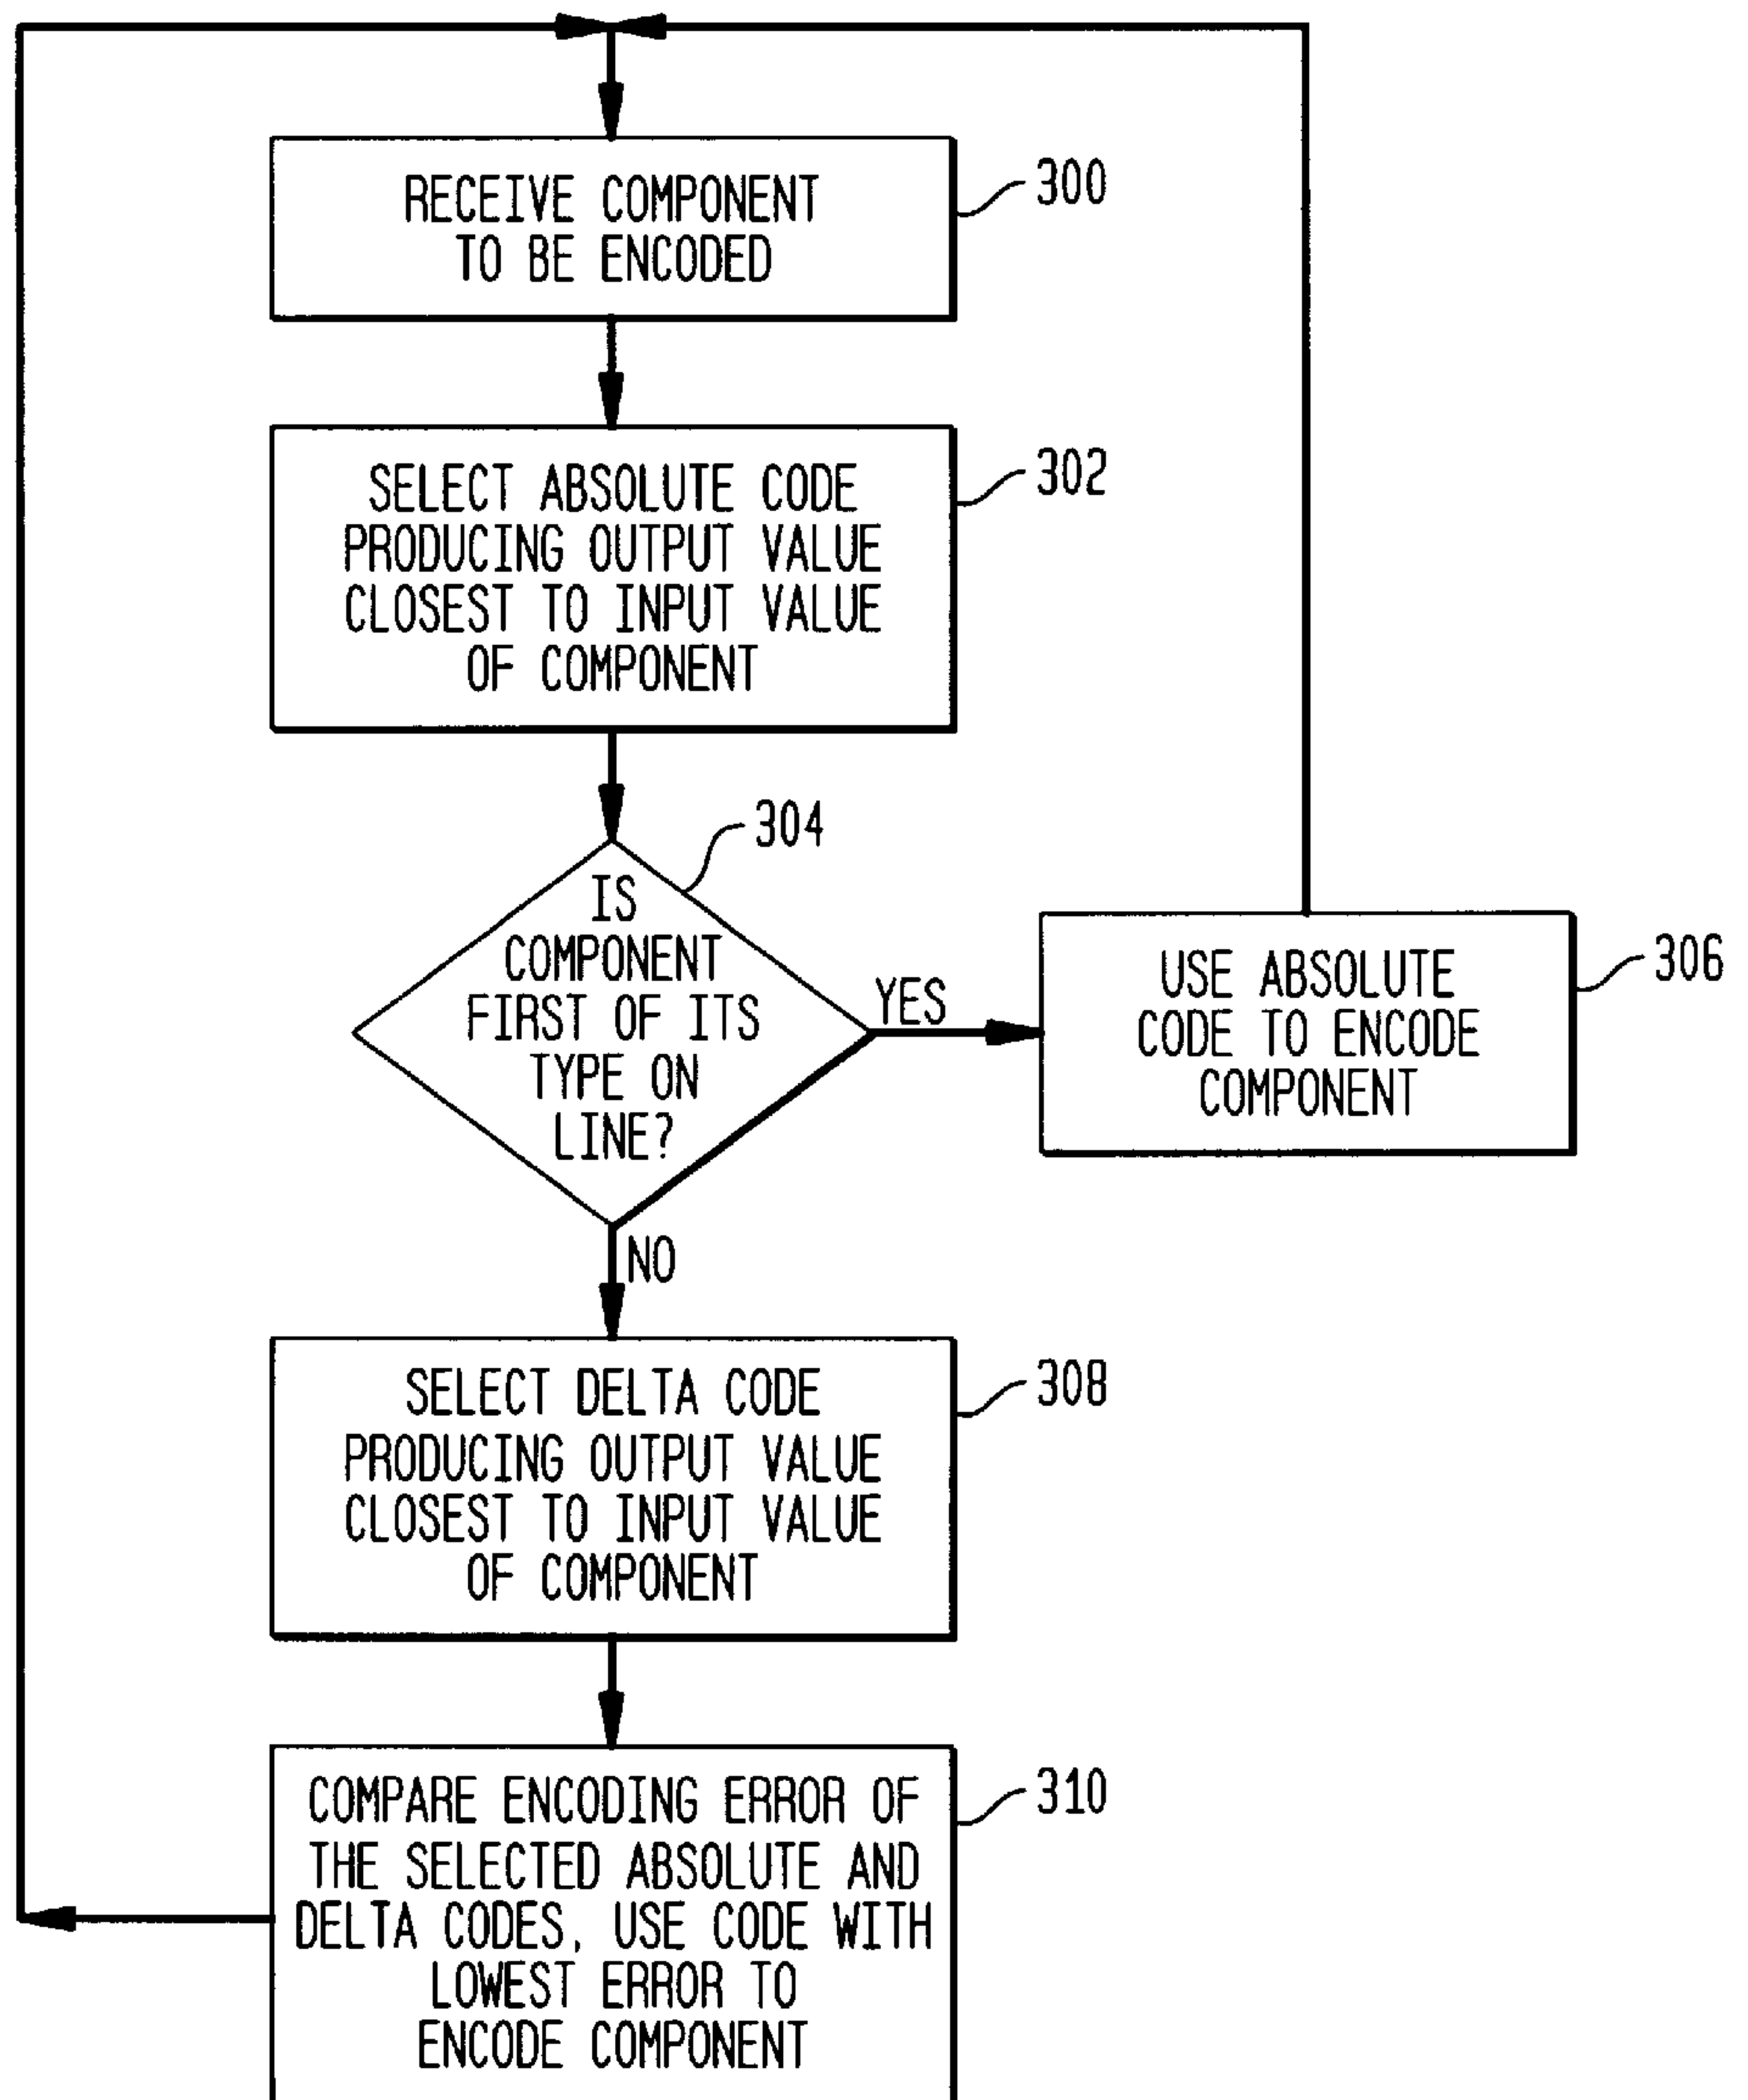 RECEIVE COMPONENT
TO BE ENCODED
300
SELECT ABSOLUTE CODE
PRODUCING OUTPUT VALUE
CLOSEST TO INPUT VALUE
OF COMPONENT
302
304
IS
COMPONENT
FIRST OF ITS
TYPE ON
LINE?
YES
USE ABSOLUTE
CODE TO ENCODE
COMPONENT
306
NO
SELECT DELTA CODE
PRODUCING OUTPUT VALUE
CLOSEST TO INPUT VALUE
OF COMPONENT
308
COMPARE ENCODING ERROR OF
THE SELECTED ABSOLUTE AND
DELTA CODES, USE CODE WITH
LOWEST ERROR TO
ENCODE COMPONENT
310